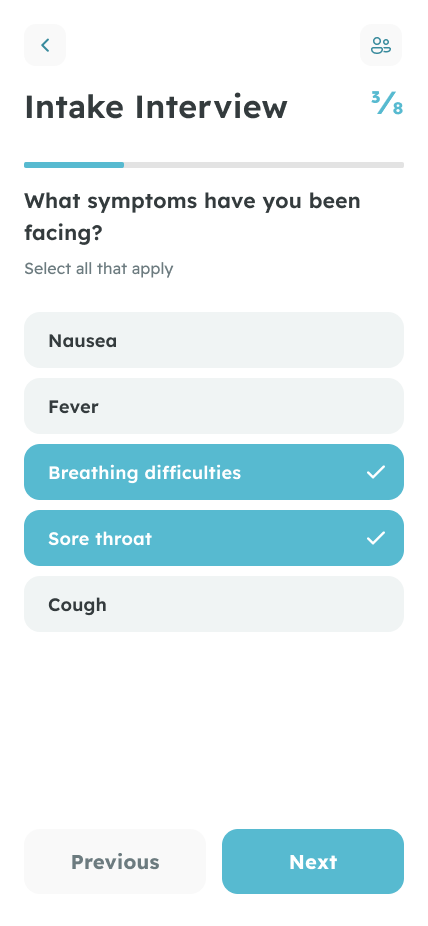 Intake Interview
3/8
What symptoms have you been
facing?
Select all that apply
Nausea
Fever
Breathing difficulties
Sore throat
Cough
Previous
Next